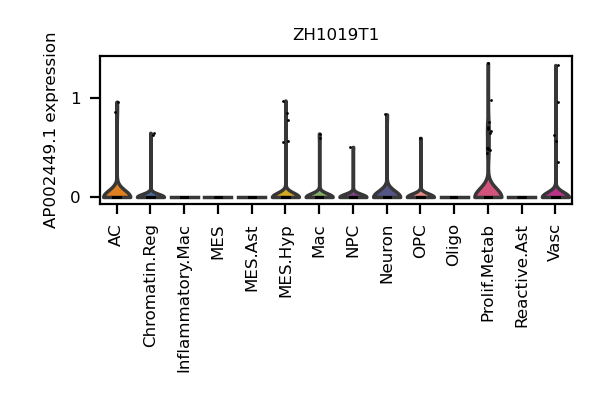 ZH1019T1
AP002449.1 expression
1
0
AC
Chromatin.Reg
Inflammatory.Mac
MES
MES.Ast
MES.Hyp
Mac
NPC
Neuron
OPC
Oligo
Prolif.Metab
Reactive.Ast
Vasc